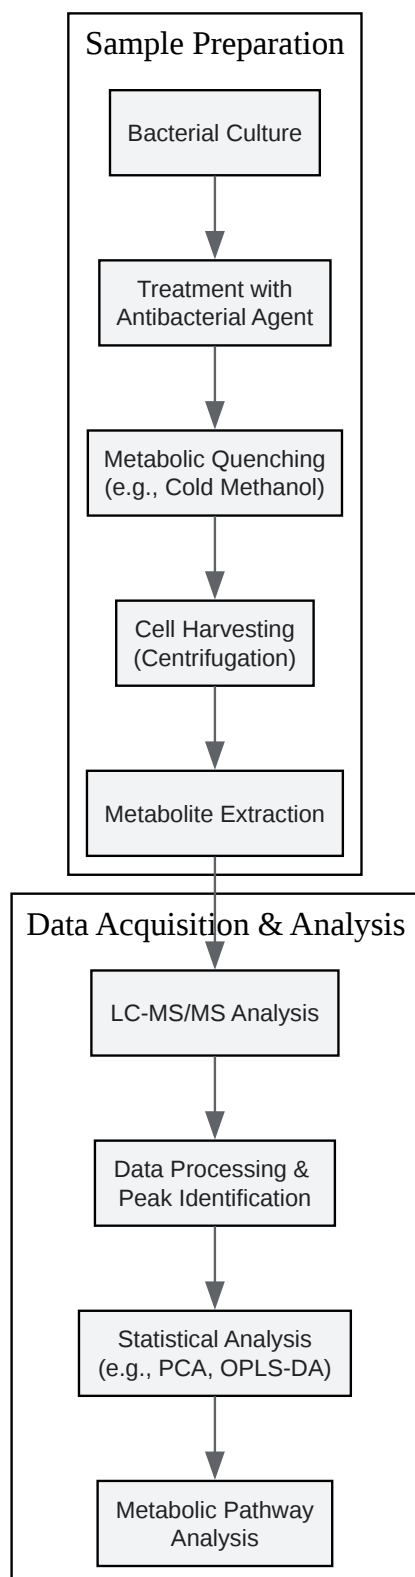 Sample Preparation
Bacterial Culture
Treatment with
Antibacterial Agent
Metabolic Quenching
(e.g., Cold Methanol)
Cell Harvesting
(Centrifugation)
Metabolite Extraction
Data Acquisition & Analysis
LC-MS/MS Analysis
Data Processing &
Peak Identification
Statistical Analysis
(e.g., PCA, OPLS-DA)
Metabolic Pathway
Analysis